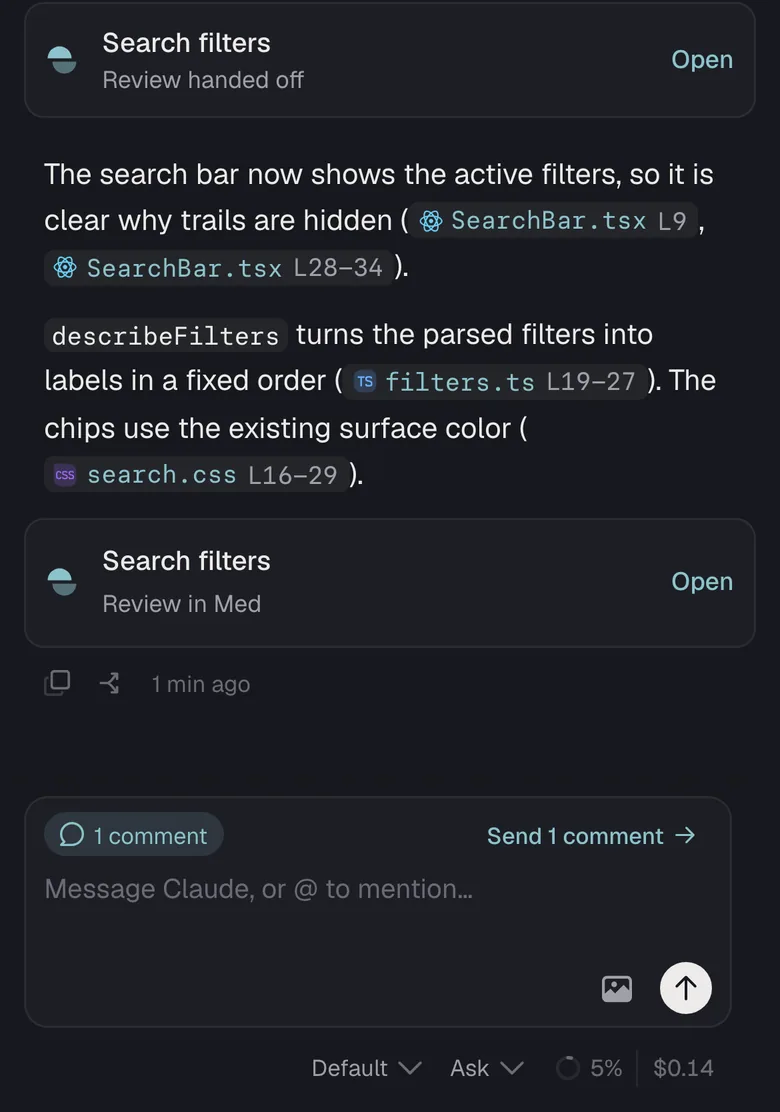 Search filters
Review handed off
Open
The search bar now shows the active filters, so it is
clear why trails are hidden ( SearchBar.tsx L9 ,
SearchBar.tsx L28–34 ).
describeFilters turns the parsed filters into
labels in a fixed order ( TS filters.ts L19–27 ). The
chips use the existing surface color (
CSS search.css L16–29 ).
Search filters
Review in Med
Open
1 min ago
1 comment
Send 1 comment →
Message Claude, or @ to mention...
Default
Ask
5%
$0.14